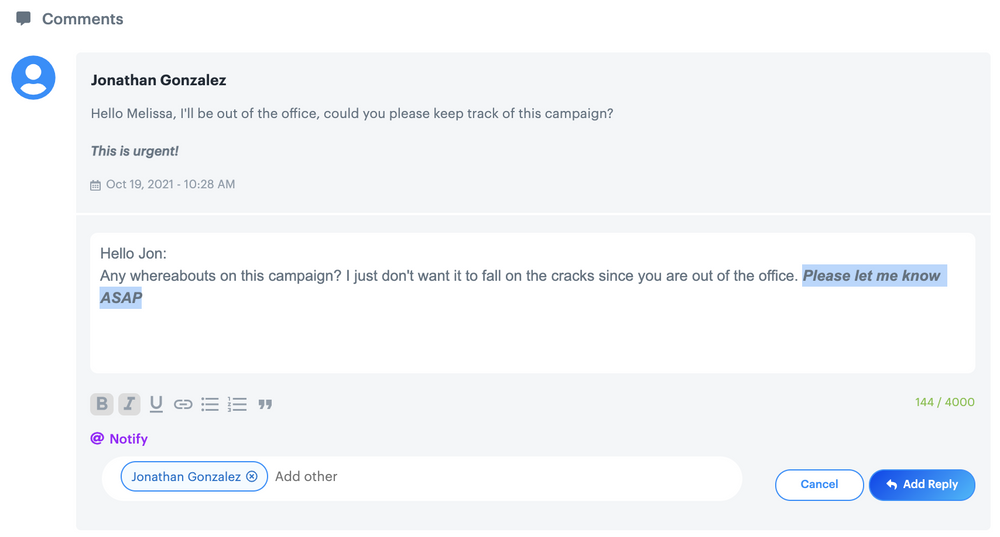 Comments
Jonathan Gonzalez
Hello Melissa, I'll be out of the office, could you please keep track of this campaign?
This is urgent!
Oct 19, 2021 - 10:28 AM
Hello Jon:
Any whereabouts on this campaign? I just don't want it to fall on the cracks since you are out of the office. Please let me know
ASAP
B I U
144 / 4000
@ Notify
Jonathan Gonzalez Add other
Cancel
Add Reply